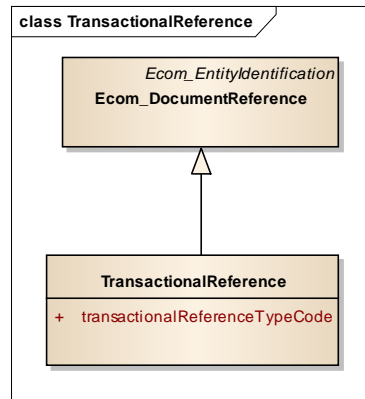 class TransactionalReference
Ecom_EntityIdentification
Ecom_DocumentReference
TransactionalReference
+ transactionalReferenceTypeCode